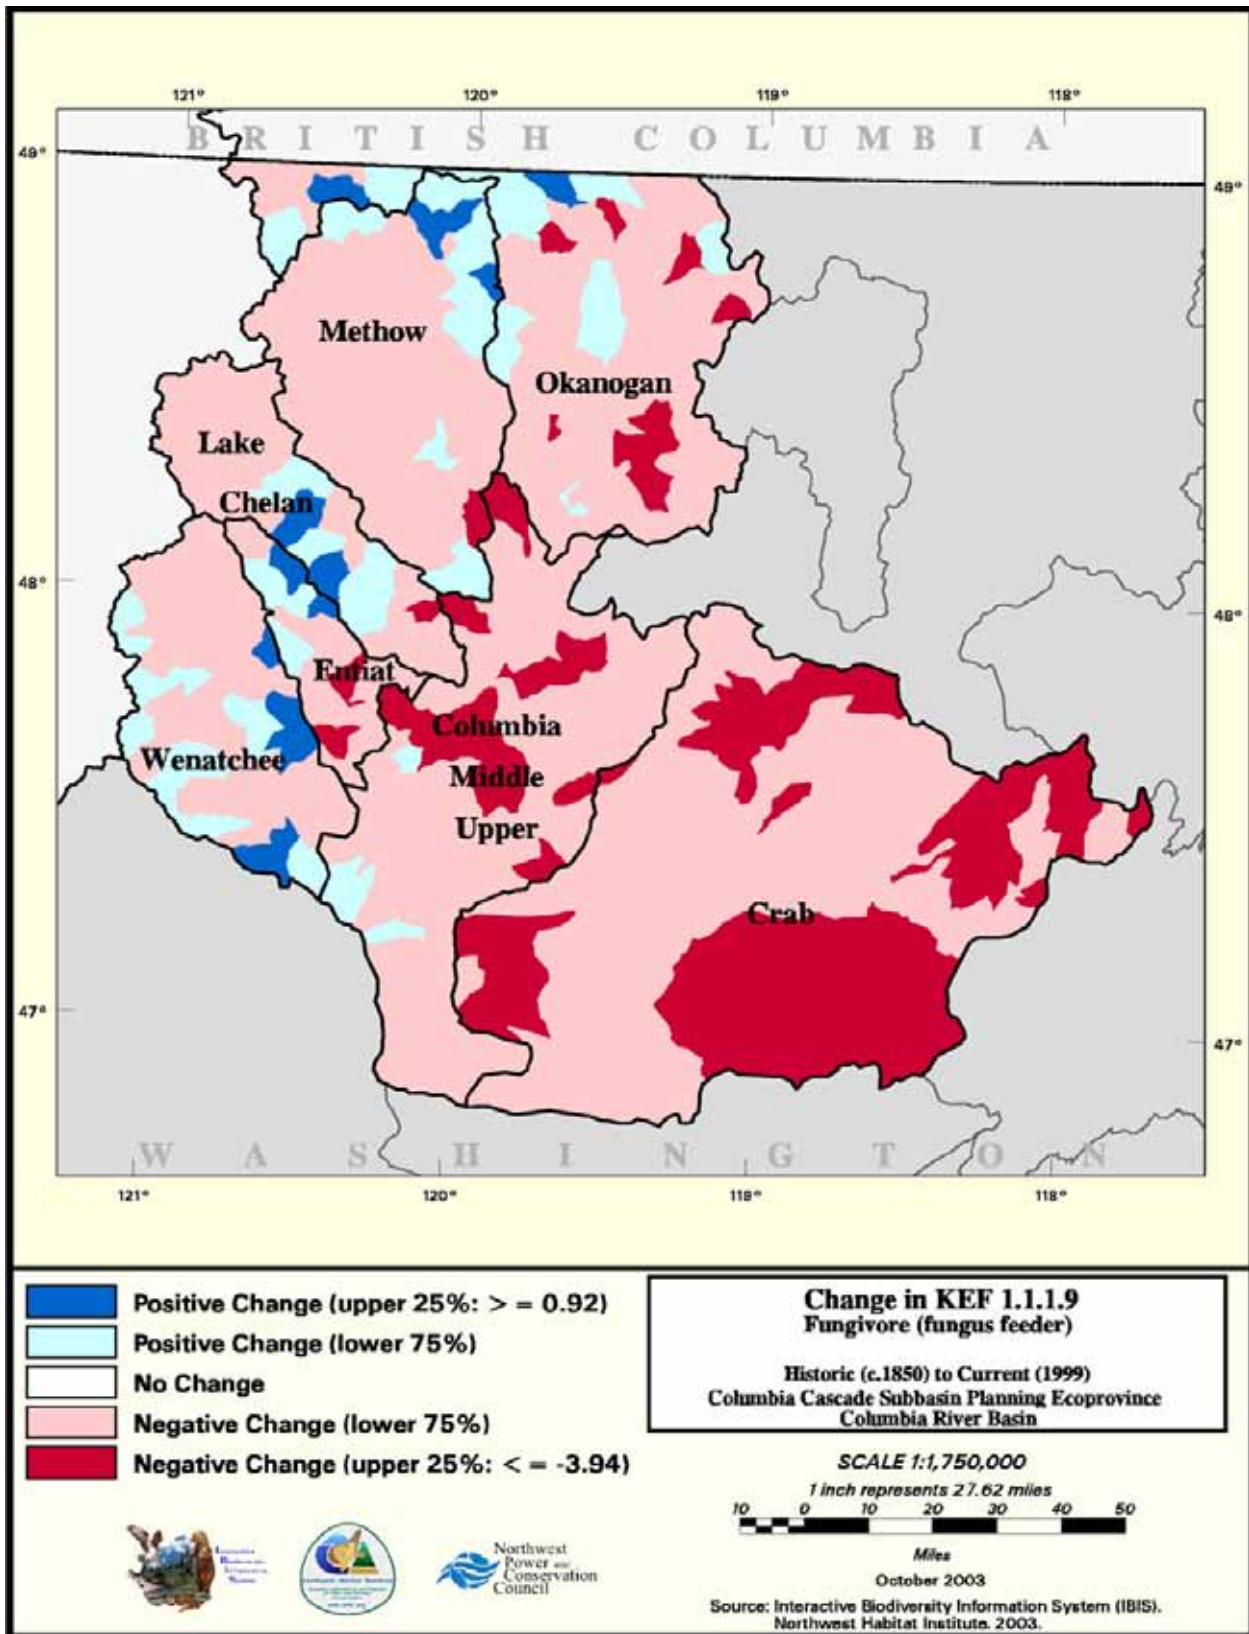 121° 120° 119° 118°
BRITISH COLUMBIA
49° 49°
Methow
Okanogan
Lake
Chelan
48° 48°
Entiat
Columbia
Wenatchee
Middle
Upper
Crab
47° 47°
WASHINGTON
121° 120° 118° 118°
Positive Change (upper 25%: > = 0.92)
Positive Change (lower 75%)
No Change
Negative Change (lower 75%)
Negative Change (upper 25%: < = -3.94)
Change in KEF 1.1.1.9
Fungivore (fungus feeder)
Historic (c.1850) to Current (1999)
Columbia Cascade Subbasin Planning Ecoprovince
Columbia River Basin
SCALE 1:1,750,000
1 inch represents 27.62 miles
10 0 10 20 30 40 50
Miles
October 2003
Source: Interactive Biodiversity Information System (IBIS).
Northwest Habitat Institute. 2003.
Northwest
Power and
Conservation
Council